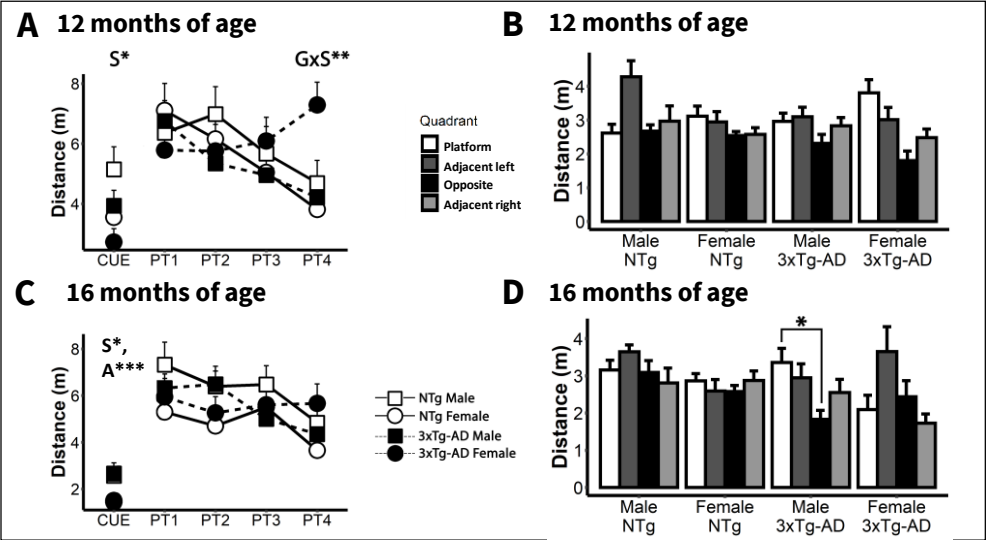 A 12 months of age
S*
GxS**
Distance (m)
8
6
4
CUE PT1 PT2 PT3 PT4
Quadrant
Platform
Adjacent left
Opposite
Adjacent right
B 12 months of age
Distance (m)
4
3
2
1
0
Male Female Male Female
NTg NTg 3xTg-AD 3xTg-AD
C 16 months of age
S*,
A***
Distance (m)
8
6
4
2
CUE PT1 PT2 PT3 PT4
NTg Male
NTg Female
3xTg-AD Male
3xTg-AD Female
D 16 months of age
*
Distance (m)
4
3
2
1
0
Male Female Male Female
NTg NTg 3xTg-AD 3xTg-AD